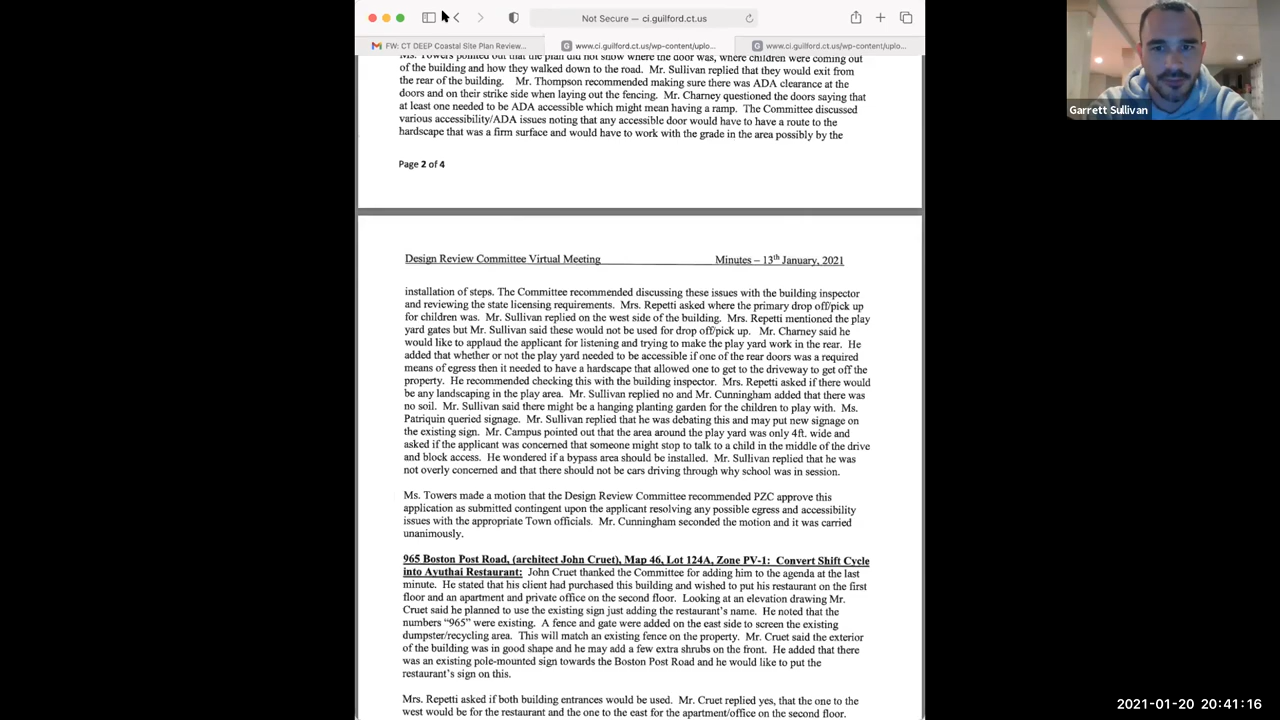 Not Secure — ci.guilford.ct.us
FW: CT DEEP Coastal Site Plan Review...
www.ci.guilford.ct.us/wp-content/uplo...
www.ci.guilford.ct.us/wp-content/uplo...
Garrett Sullivan
Ms. Towers pointed out that the plan did not show where the door was, where children were coming out
of the building and how they walked down to the road. Mr. Sullivan replied that they would exit from
the rear of the building. Mr. Thompson recommended making sure there was ADA clearance at the
doors and on their strike side when laying out the fencing. Mr. Charney questioned the doors saying that
at least one needed to be ADA accessible which might mean having a ramp. The Committee discussed
various accessibility/ADA issues noting that any accessible door would have to have a route to the
hardscape that was a firm surface and would have to work with the grade in the area possibly by the
Page 2 of 4
Design Review Committee Virtual Meeting Minutes – 13th January, 2021
installation of steps. The Committee recommended discussing these issues with the building inspector
and reviewing the state licensing requirements. Mrs. Repetti asked where the primary drop off/pick up
for children was. Mr. Sullivan replied on the west side of the building. Mrs. Repetti mentioned the play
yard gates but Mr. Sullivan said these would not be used for drop off/pick up. Mr. Charney said he
would like to applaud the applicant for listening and trying to make the play yard work in the rear. He
added that whether or not the play yard needed to be accessible if one of the rear doors was a required
means of egress then it needed to have a hardscape that allowed one to get to the driveway to get off the
property. He recommended checking this with the building inspector. Mrs. Repetti asked if there would
be any landscaping in the play area. Mr. Sullivan replied no and Mr. Cunningham added that there was
no soil. Mr. Sullivan said there might be a hanging planting garden for the children to play with. Ms.
Patriquin queried signage. Mr. Sullivan replied that he was debating this and may put new signage on
the existing sign. Mr. Campus pointed out that the area around the play yard was only 4ft. wide and
asked if the applicant was concerned that someone might stop to talk to a child in the middle of the drive
and block access. He wondered if a bypass area should be installed. Mr. Sullivan replied that he was
not overly concerned and that there should not be cars driving through why school was in session.
Ms. Towers made a motion that the Design Review Committee recommended PZC approve this
application as submitted contingent upon the applicant resolving any possible egress and accessibility
issues with the appropriate Town officials. Mr. Cunningham seconded the motion and it was carried
unanimously.
965 Boston Post Road, (architect John Cruet), Map 46, Lot 124A, Zone PV-1: Convert Shift Cycle
into Ayuthai Restaurant: John Cruet thanked the Committee for adding him to the agenda at the last
minute. He stated that his client had purchased this building and wished to put his restaurant on the first
floor and an apartment and private office on the second floor. Looking at an elevation drawing Mr.
Cruet said he planned to use the existing sign just adding the restaurant's name. He noted that the
numbers "965" were existing. A fence and gate were added on the east side to screen the existing
dumpster/recycling area. This will match an existing fence on the property. Mr. Cruet said the exterior
of the building was in good shape and he may add a few extra shrubs on the front. He added that there
was an existing pole-mounted sign towards the Boston Post Road and he would like to put the
restaurant's sign on this.
Mrs. Repetti asked if both building entrances would be used. Mr. Cruet replied yes, that the one to the
west would be for the restaurant and the one to the east for the apartment/office on the second floor.
2021-01-20 20:41:16